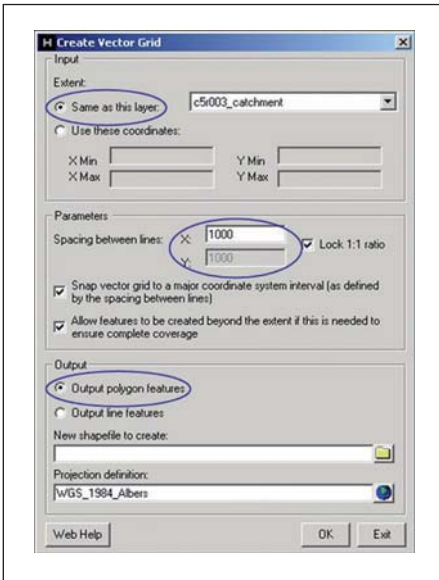 H Create Vector Grid
Input
Extent:
Same as this layer: c5r003_catchment
Use these coordinates:
X Min Y Min
X Max Y Max
Parameters
Spacing between lines: X: 1000 Lock 1:1 ratio
Y: 1000
Snap vector grid to a major coordinate system interval (as defined
by the spacing between lines)
Allow features to be created beyond the extent if this is needed to
ensure complete coverage
Output
Output polygon features
Output line features
New shapefile to create:
Projection definition:
WGS_1984_Albers
Web Help OK Exit